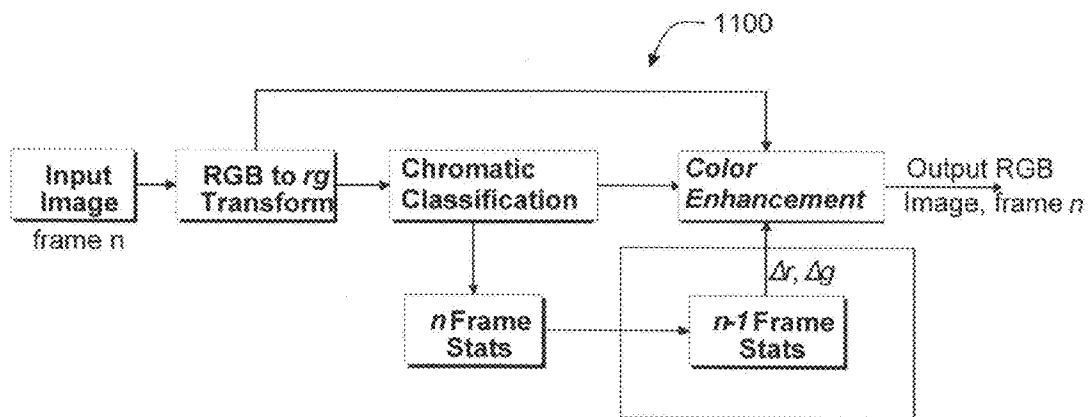 1100
Input
Image
frame n
RGB to rg
Transform
Chromatic
Classification
Color
Enhancement
Output RGB
Image, frame n
Δr, Δg
n Frame
Stats
n-1 Frame
Stats